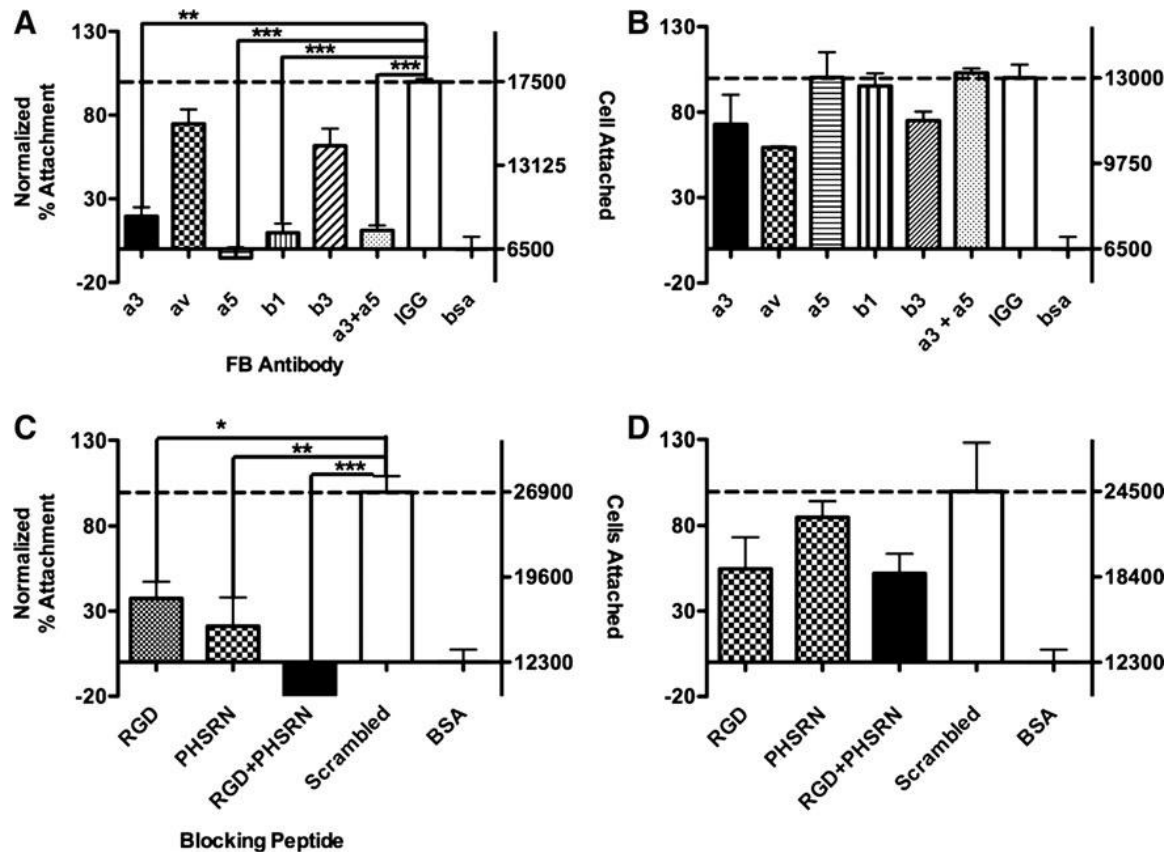 A
130
80
30
-20
Normalized
% Attachment
**
***
***
***
17500
13125
6500
a3
av
a5
b1
b3
a3+a5
IGG
bsa
FB Antibody
B
130
80
30
-20
Cell Attached
13000
9750
6500
a3
av
a5
b1
b3
a3 + a5
IGG
bsa
C
130
80
30
-20
Normalized
% Attachment
*
**
***
26900
19600
12300
RGD
PHSRN
RGD+PHSRN
Scrambled
BSA
Blocking Peptide
D
130
80
30
-20
Cells Attached
24500
18400
12300
RGD
PHSRN
RGD+PHSRN
Scrambled
BSA